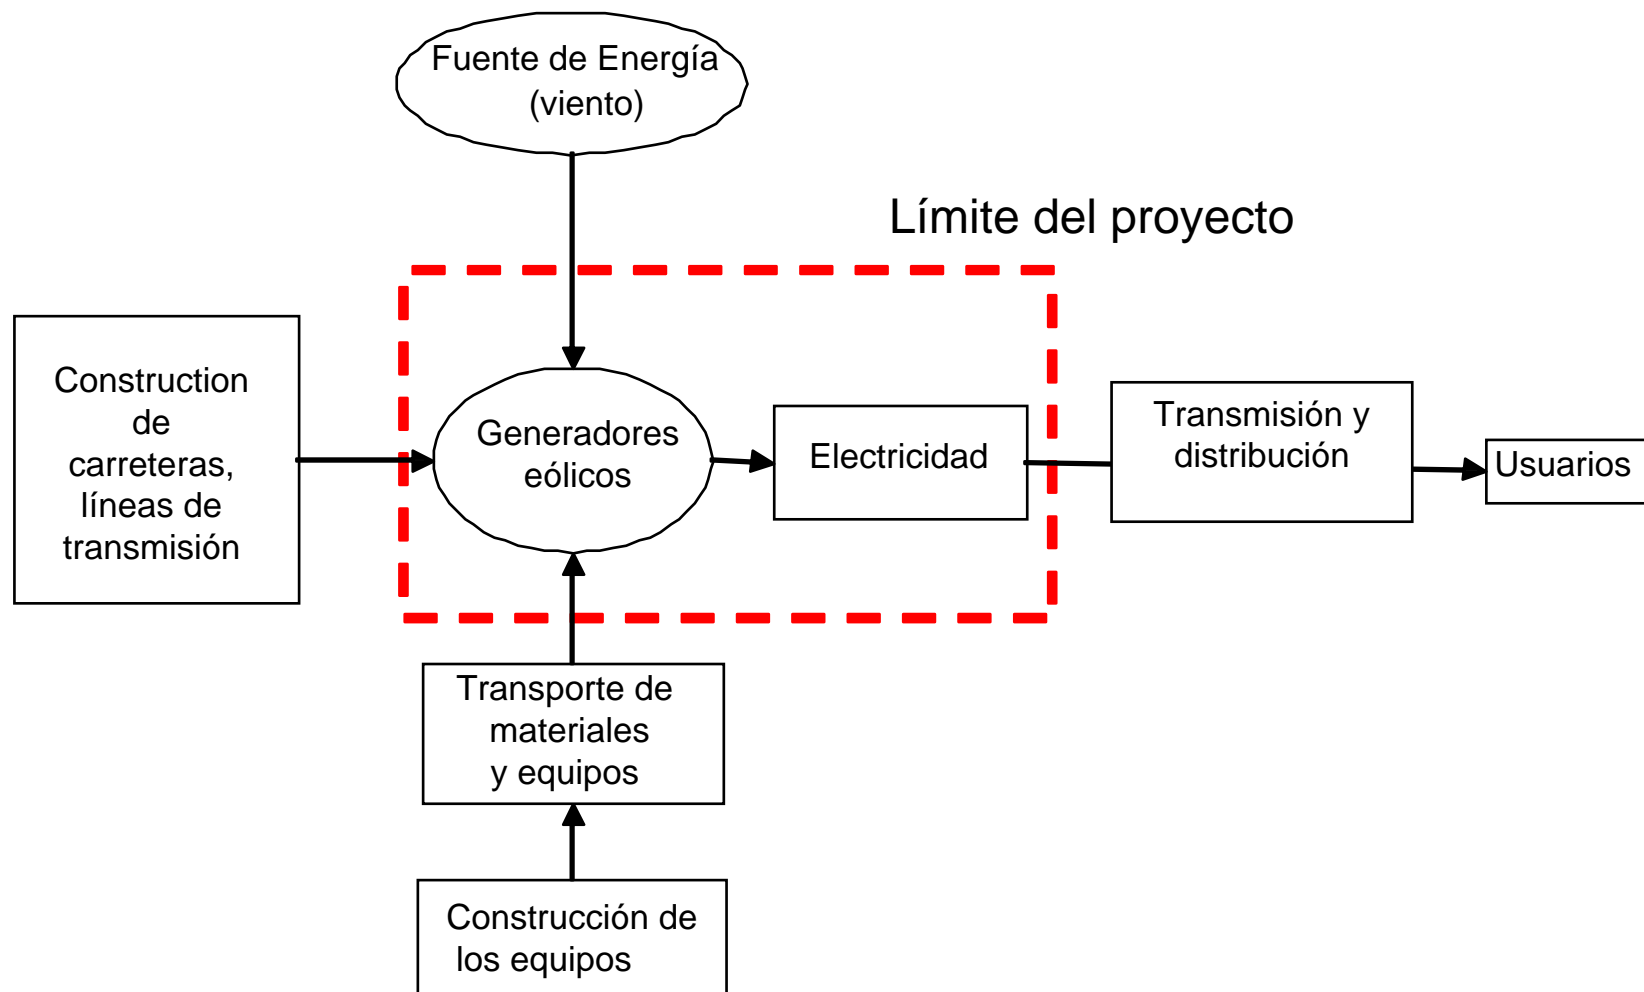 Fuente de Energía
(viento)
Límite del proyecto
Construction
de
carreteras,
líneas de
transmisión
Generadores
eólicos
Electricidad
Transmisión y
distribución
Usuarios
Transporte de
materiales
y equipos
Construcción de
los equipos